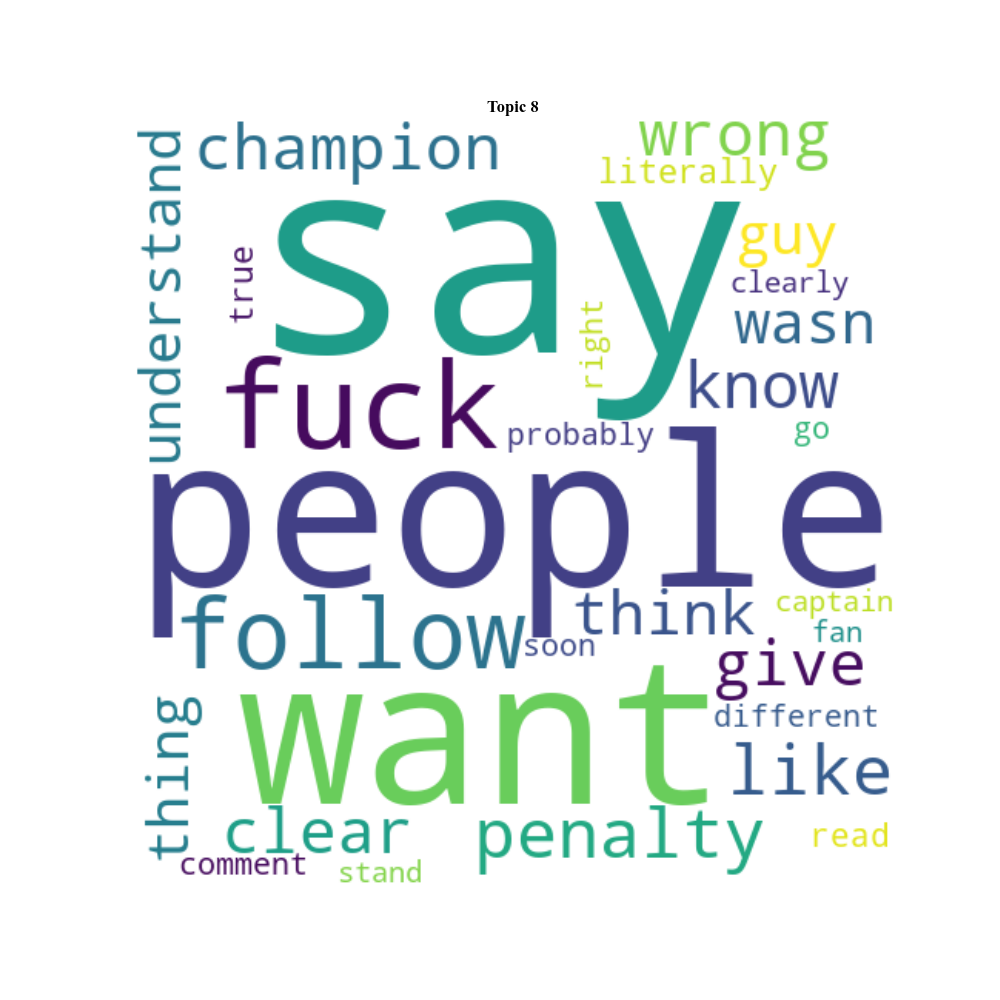 Topic 8
champion
wrong
literally
understand
say
guy
true
clearly
right
wasn
fuck
know
probably
go
people
follow
think
captain
fan
soon
give
want
different
thing
like
clear
penalty
read
comment
stand